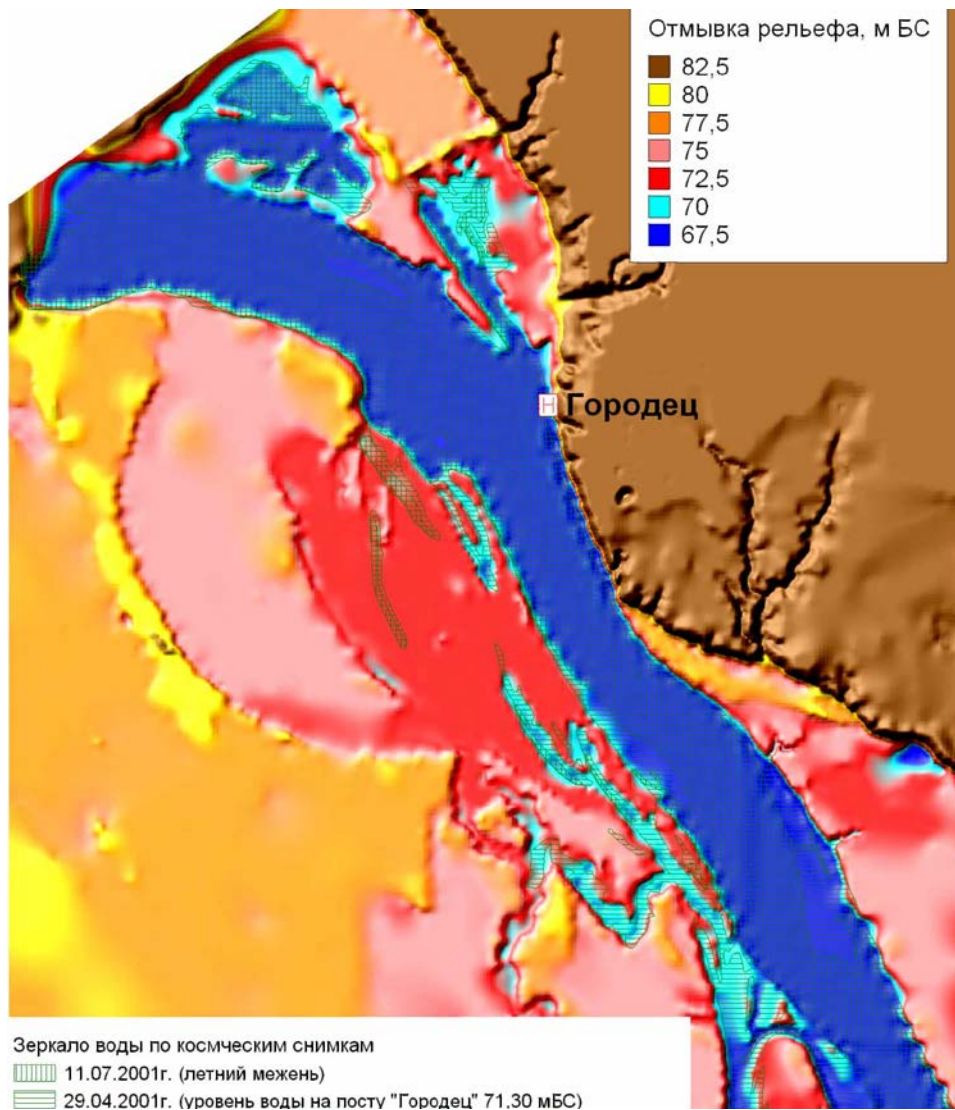 Отмывка рельефа, м БС
82,5
80
77,5
75
72,5
70
67,5
Н Городец
Зеркало воды по космческим снимкам
11.07.2001г. (летний межень)
29.04.2001г. (уровень воды на посту "Городец" 71,30 мБС)